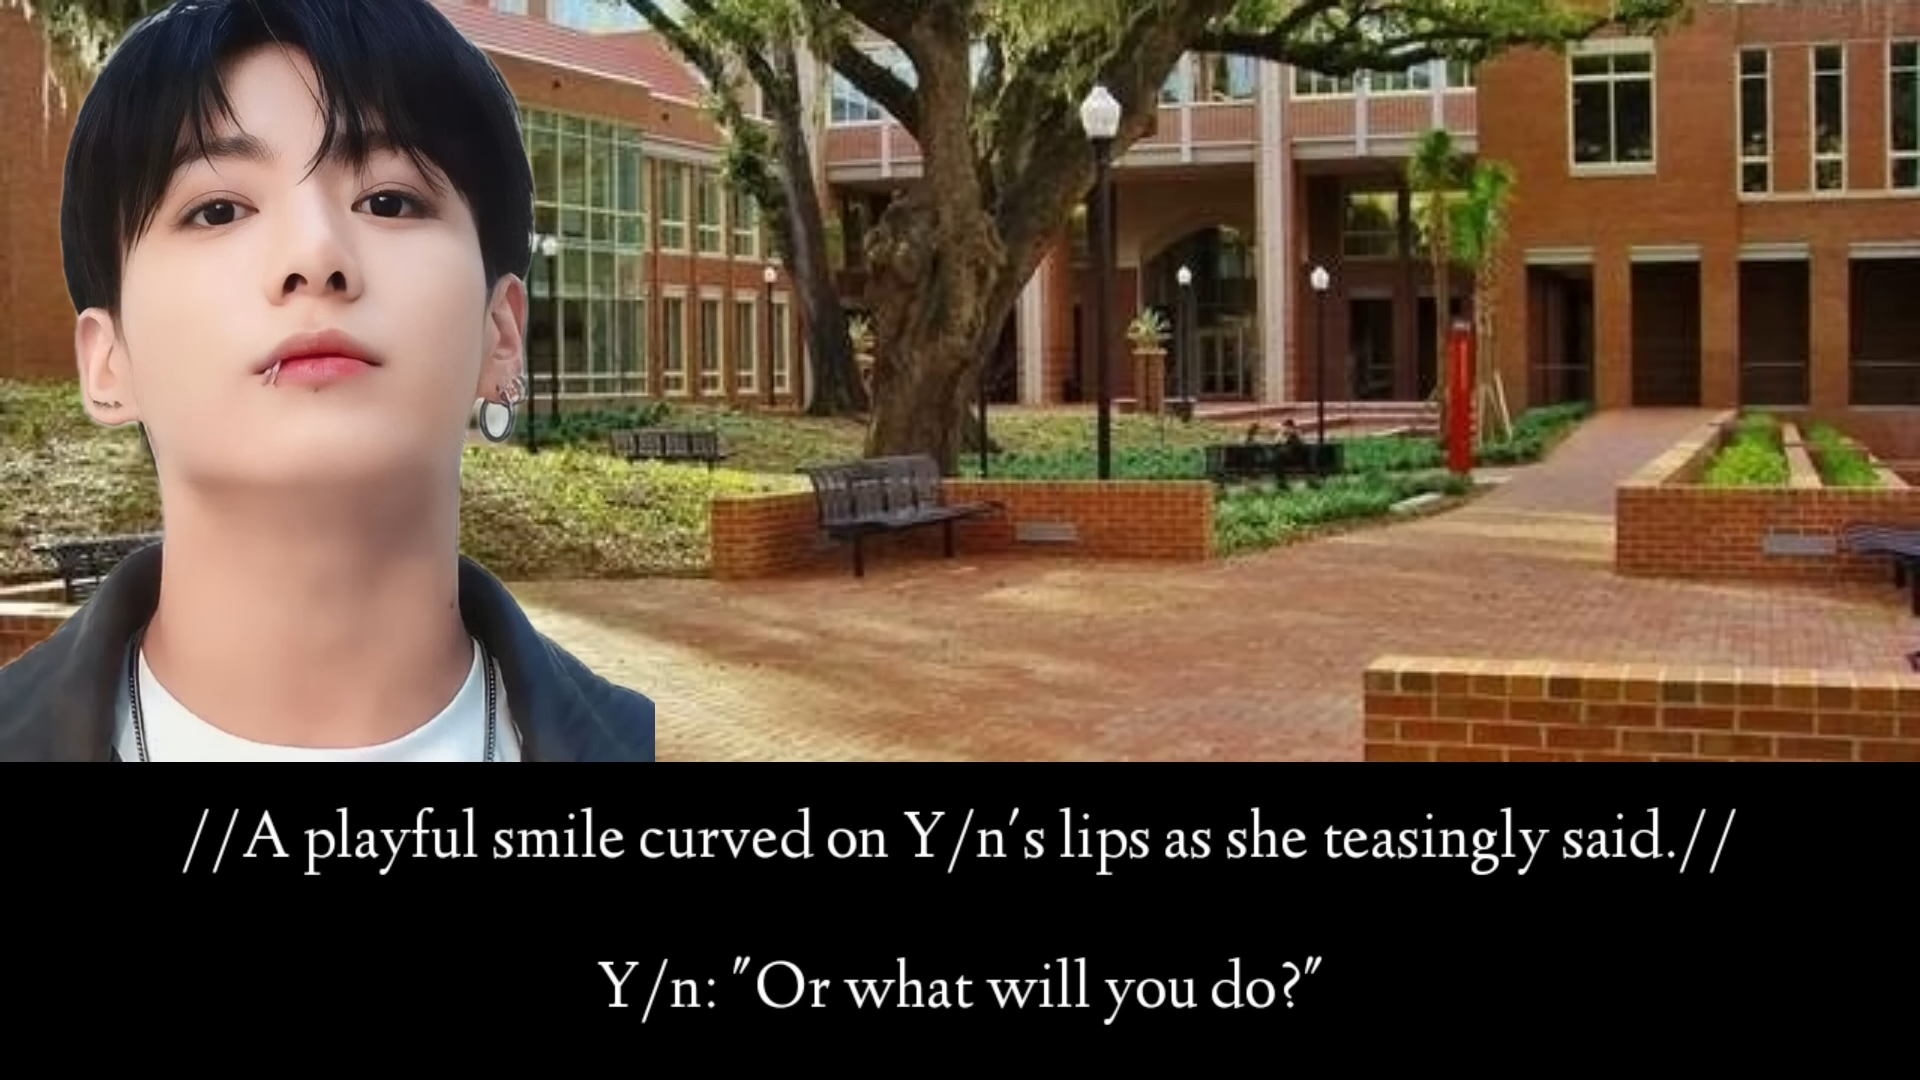 //A playful smile curved on Y/n's lips as she teasingly said.//
Y/n: "Or what will you do?"